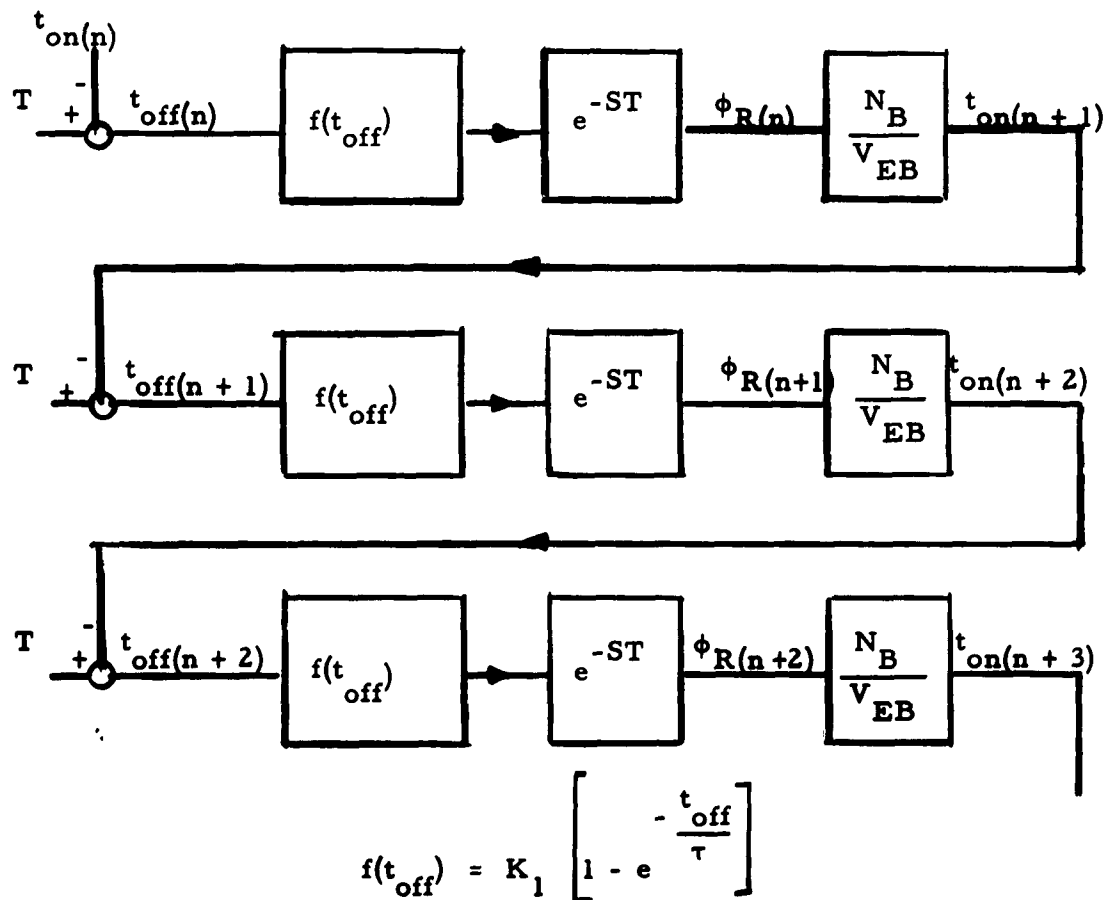 t_on(n)
T + - t_off(n) f(t_off) e^-ST ϕ_R(n) N_B / V_EB t_on(n + 1)
T + - t_off(n + 1) f(t_off) e^-ST ϕ_R(n+1) N_B / V_EB t_on(n + 2)
T + - t_off(n + 2) f(t_off) e^-ST ϕ_R(n+2) N_B / V_EB t_on(n + 3)
f(t_off) = K_1 [1 - e^(- t_off / τ)]